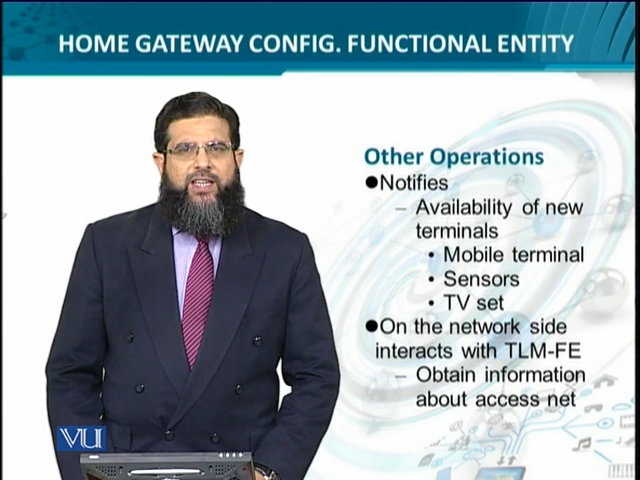 HOME GATEWAY CONFIG. FUNCTIONAL ENTITY
Other Operations
●Notifies
– Availability of new
terminals
• Mobile terminal
• Sensors
• TV set
●On the network side
interacts with TLM-FE
– Obtain information
about access net
VU